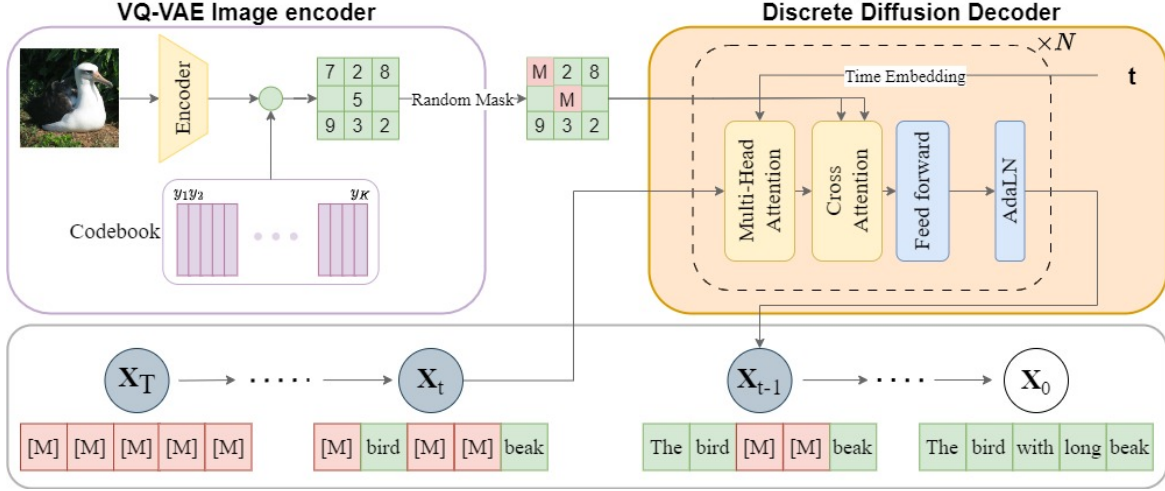 VQ-VAE Image encoder
Discrete Diffusion Decoder
×N
Encoder
7 2 8
5
9 3 2
Random Mask
M 2 8
M
9 3 2
Time Embedding
t
y1y2
yK
Codebook
Multi-Head
Attention
Cross
Attention
Feed forward
AdaLN
XT
Xt
Xt-1
X0
[M] [M] [M] [M] [M]
[M] bird [M] [M] beak
The bird [M] [M] beak
The bird with long beak